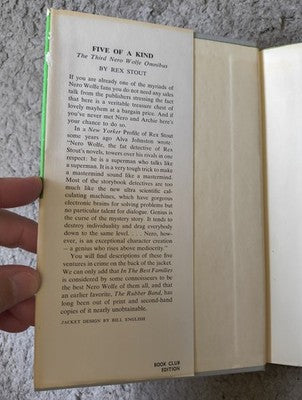 FIVE OF A KIND
The Third Nero Wolfe Omnibus
BY REX STOUT
If you are already one of the myriads of
Nero Wolfe fans you do not need any sales
talk from the publishers stressing the fact
that here is a veritable treasure chest of
lovely mayhem at a bargain price. And if
you've never met Nero and Archie here's
your chance to do so.
In a New Yorker Profile of Rex Stout
some years ago Alva Johnston wrote:
"Nero Wolfe, the fat detective of Rex
Stout's novels, towers over his rivals in one
respect: he is a superman who talks like
a superman. It is a very tough trick to make
a mastermind sound like a mastermind.
Most of the storybook detectives are too
much like the new ultra scientific cal-
culating machines, which have gorgeous
electronic brains for solving problems but
no particular talent for dialogue. Genius is
the curse of the mystery story. It tends to
destroy individuality and drag everybody
down to the same level. . . . Nero, how-
ever, is an exceptional character creation
— a genius who rises above mediocrity."
You will find descriptions of these five
ventures in crime on the back of the jacket.
We can only add that In The Best Families
is considered by some connoisseurs to be
the best Nero Wolfe of them all, and that
an earlier favorite, The Rubber Band, has
long been out of print and second-hand
copies of it nearly unobtainable.
JACKET DESIGN BY BILL ENGLISH
BOOK CLUB
EDITION